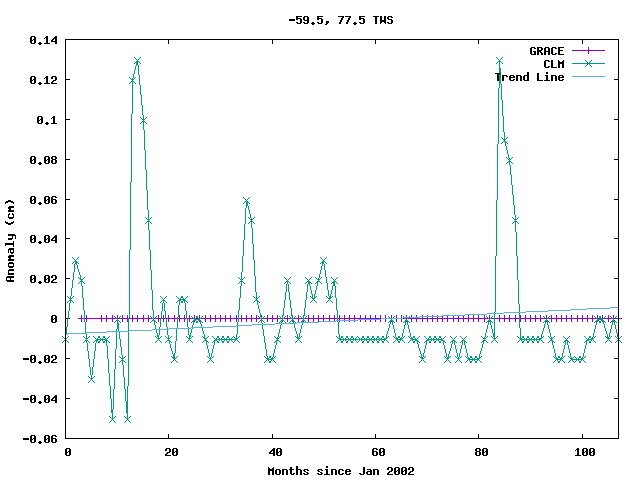 -59.5, 77.5 TWS
0.14
0.12
0.1
0.08
0.06
0.04
0.02
0
-0.02
-0.04
-0.06
Anomaly (cm)
GRACE
CLM
Trend Line
0 20 40 60 80 100
Months since Jan 2002